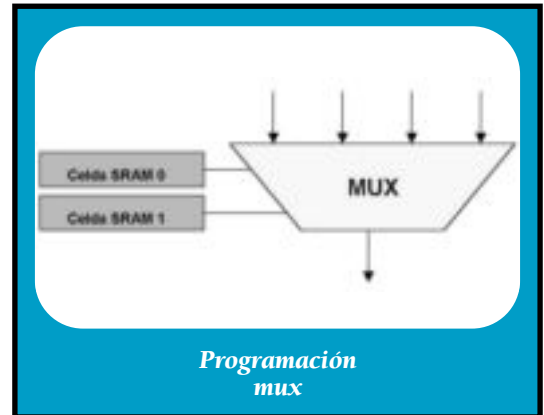 Celda SRAM 0
MUX
Celda SRAM 1
Programación
mux